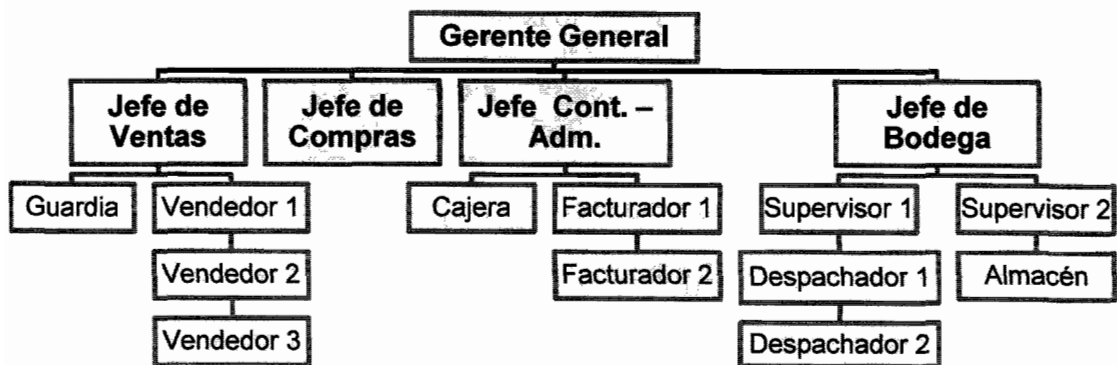 Gerente General
Jefe de
Ventas
Jefe de
Compras
Jefe Cont. –
Adm.
Jefe de
Bodega
Guardia
Vendedor 1
Cajera
Facturador 1
Supervisor 1
Supervisor 2
Vendedor 2
Facturador 2
Despachador 1
Almacén
Vendedor 3
Despachador 2